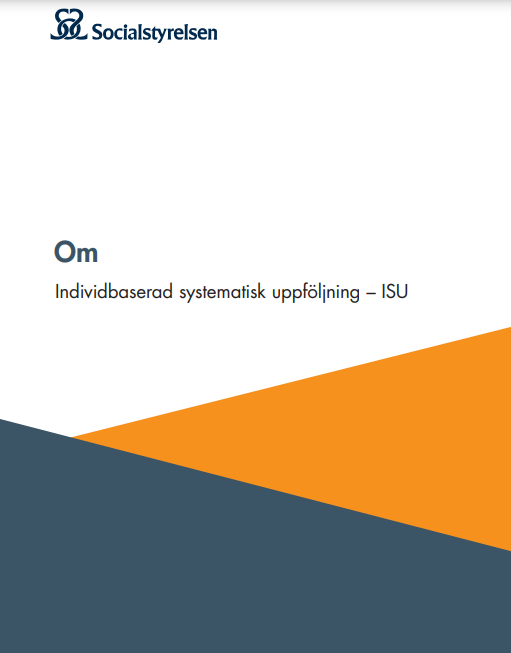 Socialstyrelsen
Om
Individbaserad systematisk uppföljning – ISU